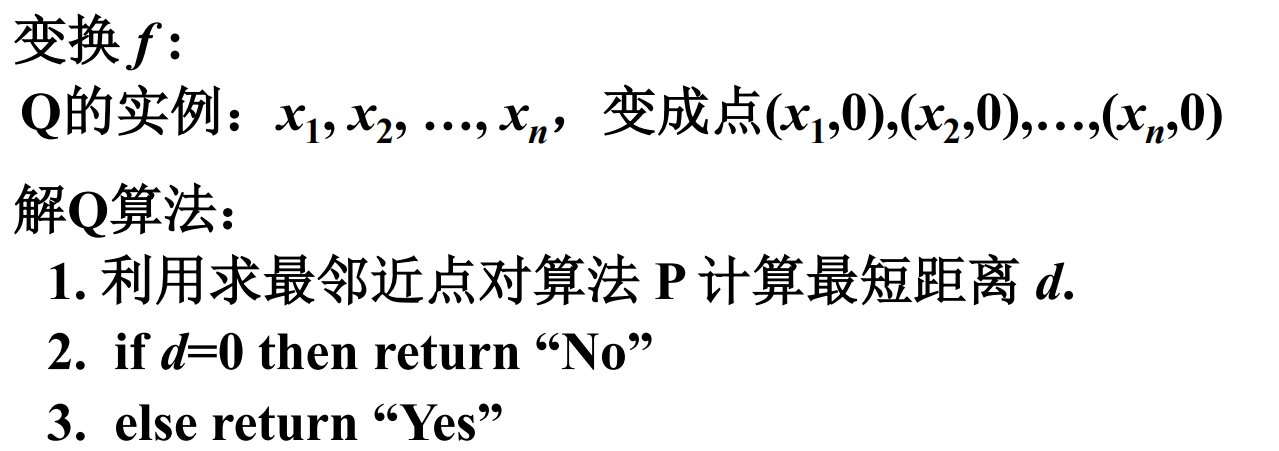 变换 f：
Q的实例：x₁, x₂, …, xₙ，变成点(x₁,0),(x₂,0),…,(xₙ,0)
解Q算法：
1. 利用求最邻近点对算法 P 计算最短距离 d.
2. if d=0 then return “No”
3. else return “Yes”